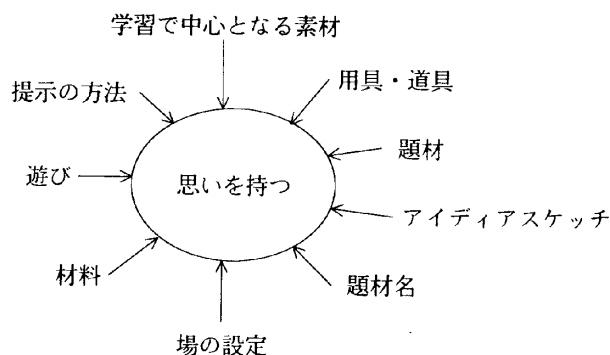 学習で中心となる素材
用具・道具
提示の方法
題材
遊び
思いを持つ
アイディアスケッチ
材料
題材名
場の設定